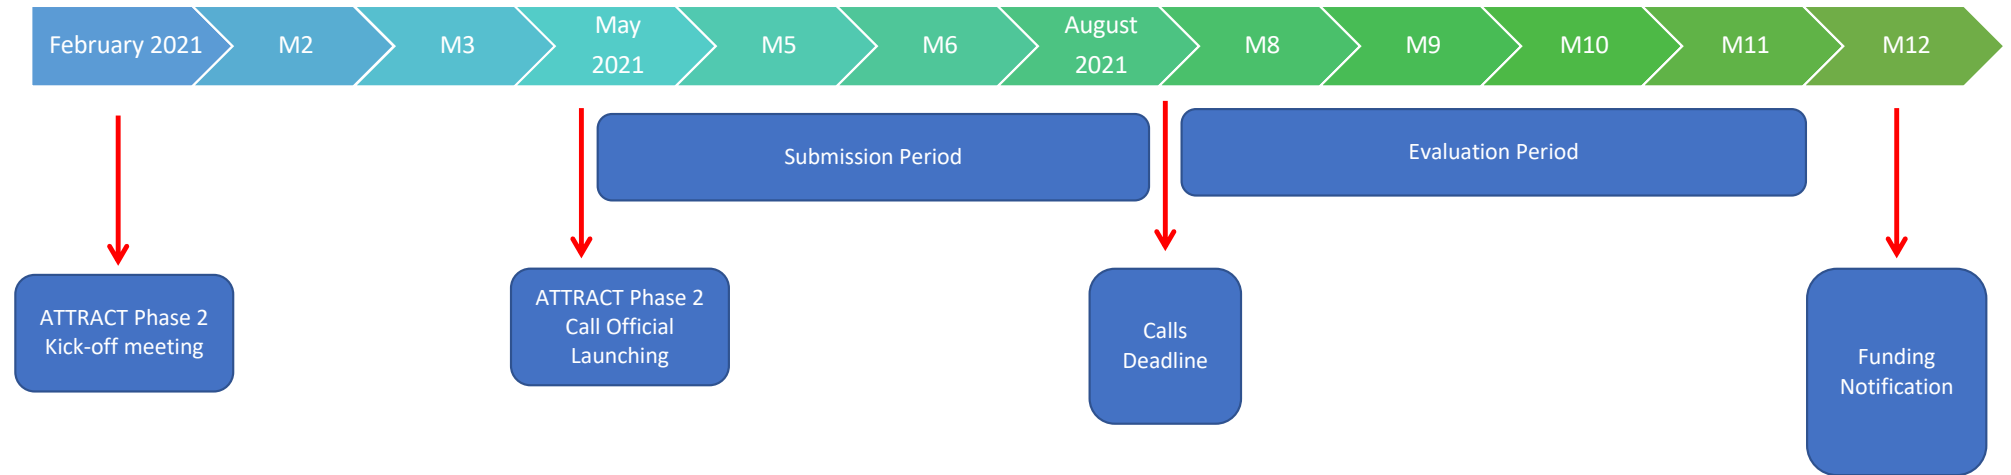 February 2021
M2
M3
May
2021
M5
M6
August
2021
M8
M9
M10
M11
M12
Submission Period
Evaluation Period
ATTRACT Phase 2
Kick-off meeting
ATTRACT Phase 2
Call Official
Launching
Calls
Deadline
Funding
Notification